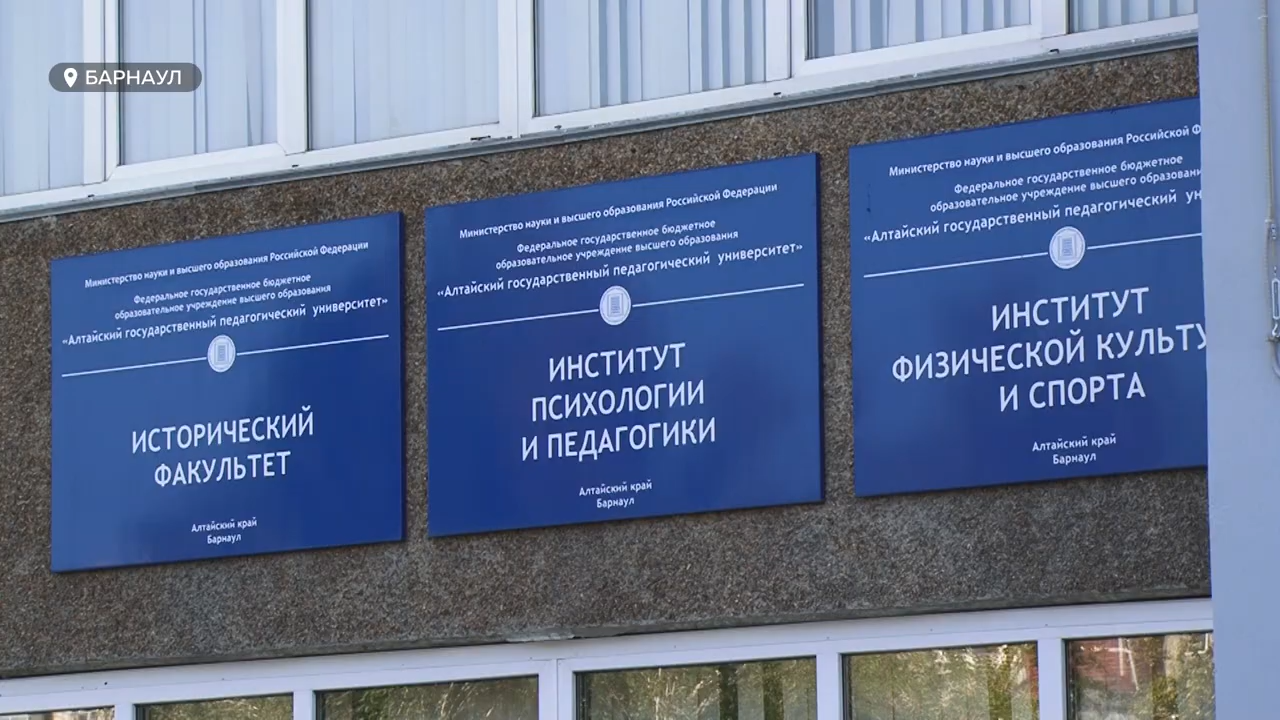 БАРНАУЛ
Министерство науки и высшего образования Российской Федерации
Федеральное государственное бюджетное
образовательное учреждение высшего образования
«Алтайский государственный педагогический университет»
ИСТОРИЧЕСКИЙ
ФАКУЛЬТЕТ
Алтайский край
Барнаул
Министерство науки и высшего образования Российской Федерации
Федеральное государственное бюджетное
образовательное учреждение высшего образования
«Алтайский государственный педагогический университет»
ИНСТИТУТ
ПСИХОЛОГИИ
И ПЕДАГОГИКИ
Алтайский край
Барнаул
Министерство науки и высшего образования Российской
Федеральное государственное бюджетное
образовательное учреждение высшего
«Алтайский государственный педагогический
ИНСТИТУТ
ФИЗИЧЕСКОЙ
И СПОРТА
Алтайский край
Барнаул